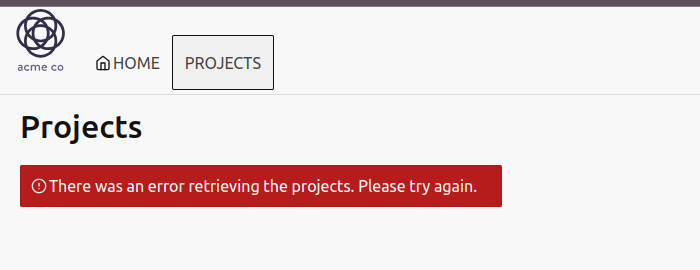 acme co
HOME
PROJECTS
Projects
There was an error retrieving the projects. Please try again.